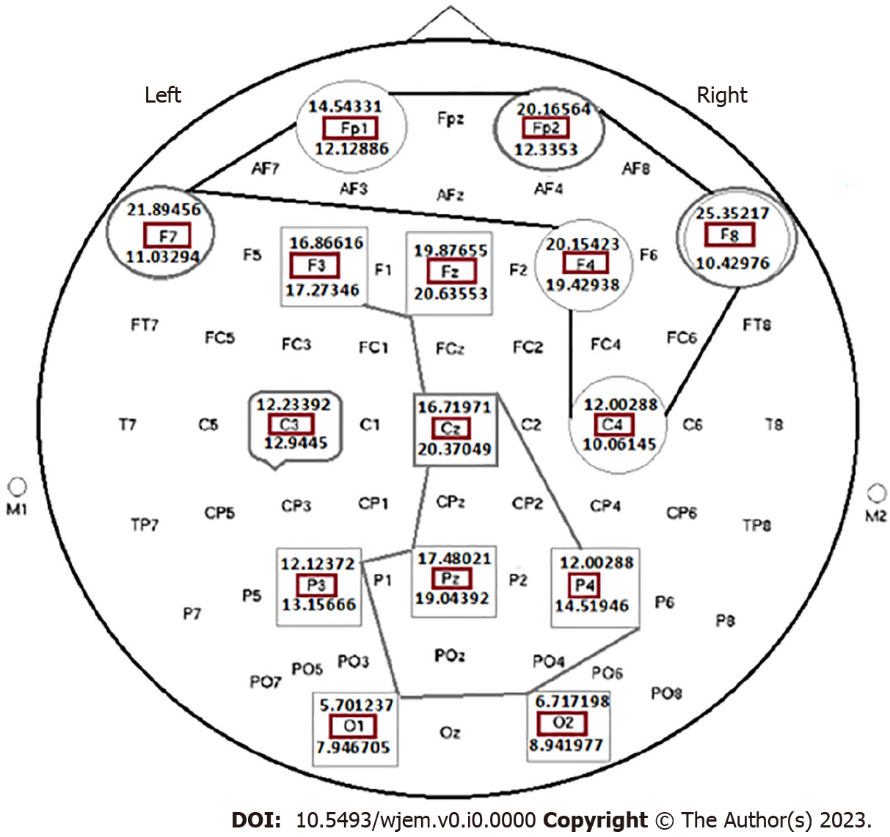 Left
Right
14.54331
Fp1
12.12886
Fpz
20.16564
Fp2
12.3353
AF7
AF3
AFz
AF4
AF8
21.89456
F7
11.03294
F5
16.86616
F3
17.27346
F1
19.87655
Fz
20.63553
F2
20.15423
F4
19.42938
F6
25.35217
F8
10.42976
FT7
FC5
FC3
FC1
FCz
FC2
FC4
FC6
FT8
T7
C5
12.23392
C3
12.9445
C1
16.71971
Cz
20.37049
C2
12.00288
C4
10.06145
C6
T8
M1
M2
TP7
CP5
CP3
CP1
CPz
CP2
CP4
CP6
TP8
P7
P5
12.12372
P3
13.15666
P1
17.48021
Pz
19.04392
P2
12.00288
P4
14.51946
P6
P8
PO7
PO5
PO3
POz
PO4
PO6
PO8
5.701237
O1
7.946705
Oz
6.717198
O2
8.941977
DOI: 10.5493/wjem.v0.i0.0000 Copyright © The Author(s) 2023.